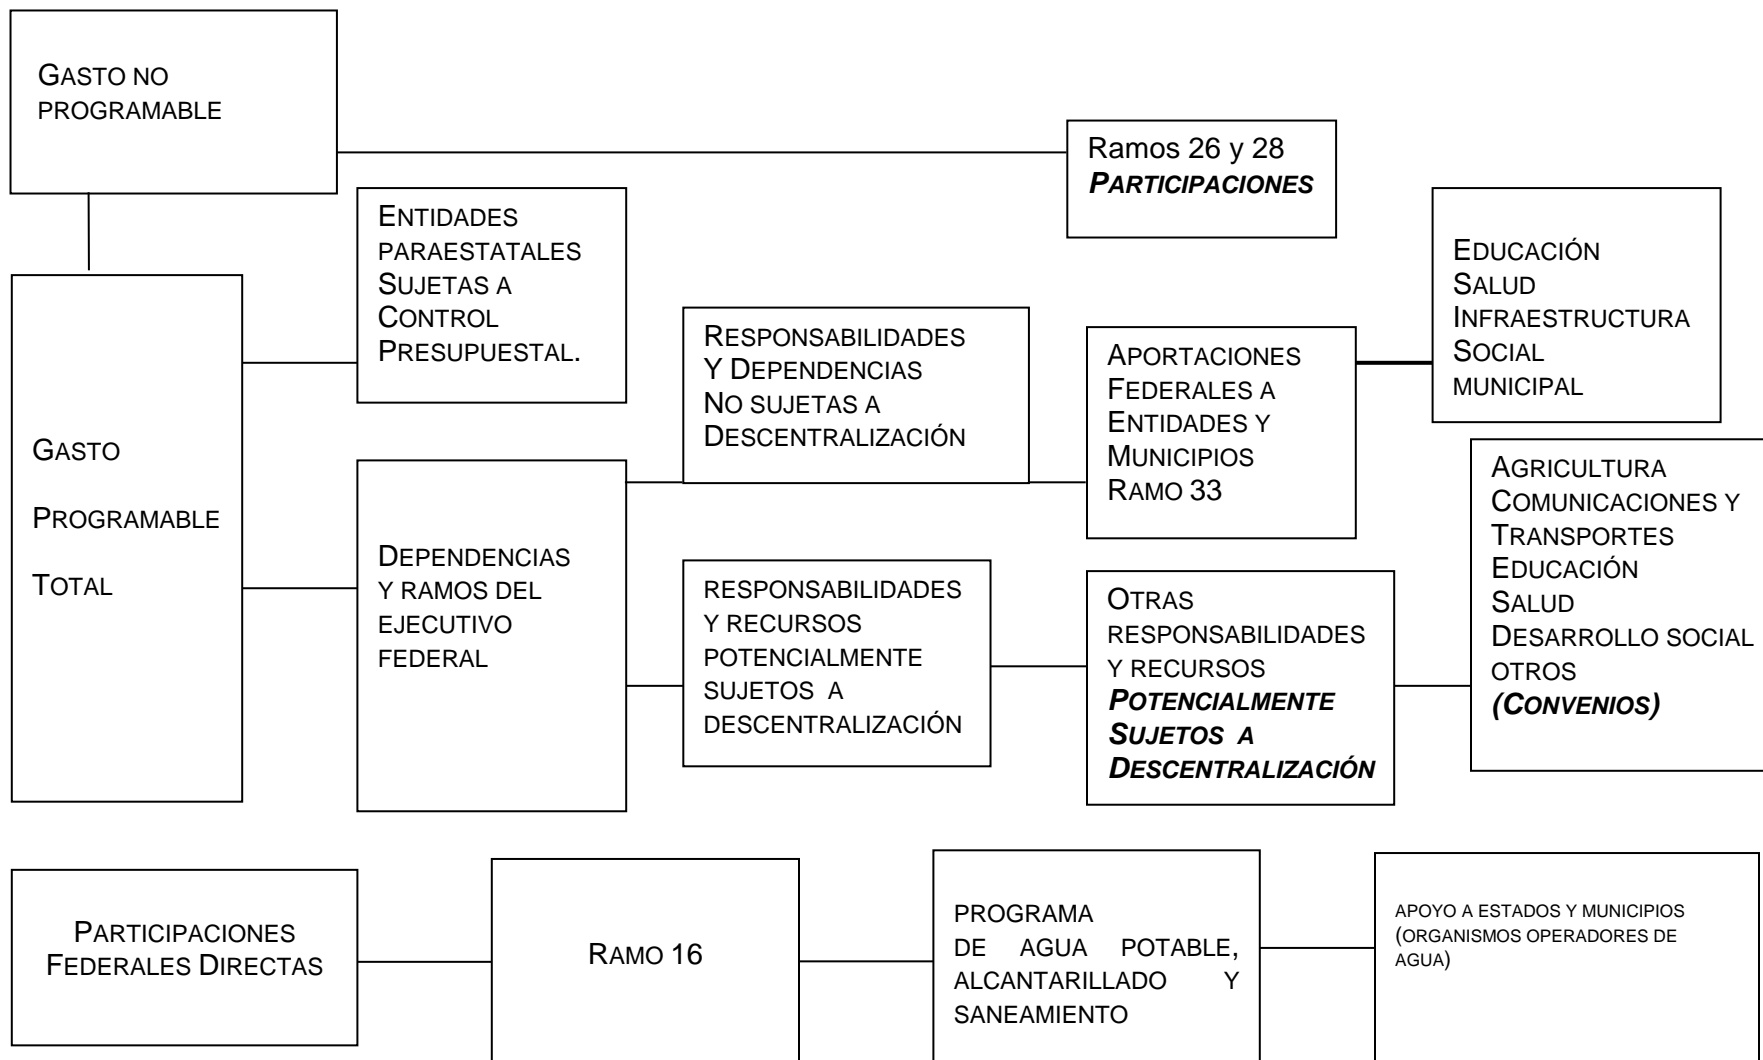 GASTO NO
PROGRAMABLE
Ramos 26 y 28
PARTICIPACIONES
ENTIDADES
PARAESTATALES
SUJETAS A
CONTROL
PRESUPUESTAL.
EDUCACIÓN
SALUD
INFRAESTRUCTURA
SOCIAL
MUNICIPAL
RESPONSABILIDADES
Y DEPENDENCIAS
NO SUJETAS A
DESCENTRALIZACIÓN
APORTACIONES
FEDERALES A
ENTIDADES Y
MUNICIPIOS
RAMO 33
GASTO
PROGRAMABLE
TOTAL
DEPENDENCIAS
Y RAMOS DEL
EJECUTIVO
FEDERAL
RESPONSABILIDADES
Y RECURSOS
POTENCIALMENTE
SUJETOS A
DESCENTRALIZACIÓN
OTRAS
RESPONSABILIDADES
Y RECURSOS
POTENCIALMENTE
SUJETOS A
DESCENTRALIZACIÓN
AGRICULTURA
COMUNICACIONES Y
TRANSPORTES
EDUCACIÓN
SALUD
DESARROLLO SOCIAL
OTROS
(CONVENIOS)
PARTICIPACIONES
FEDERALES DIRECTAS
RAMO 16
PROGRAMA
DE AGUA POTABLE,
ALCANTARILLADO Y
SANEAMIENTO
APOYO A ESTADOS Y MUNICIPIOS
(ORGANISMOS OPERADORES DE
AGUA)